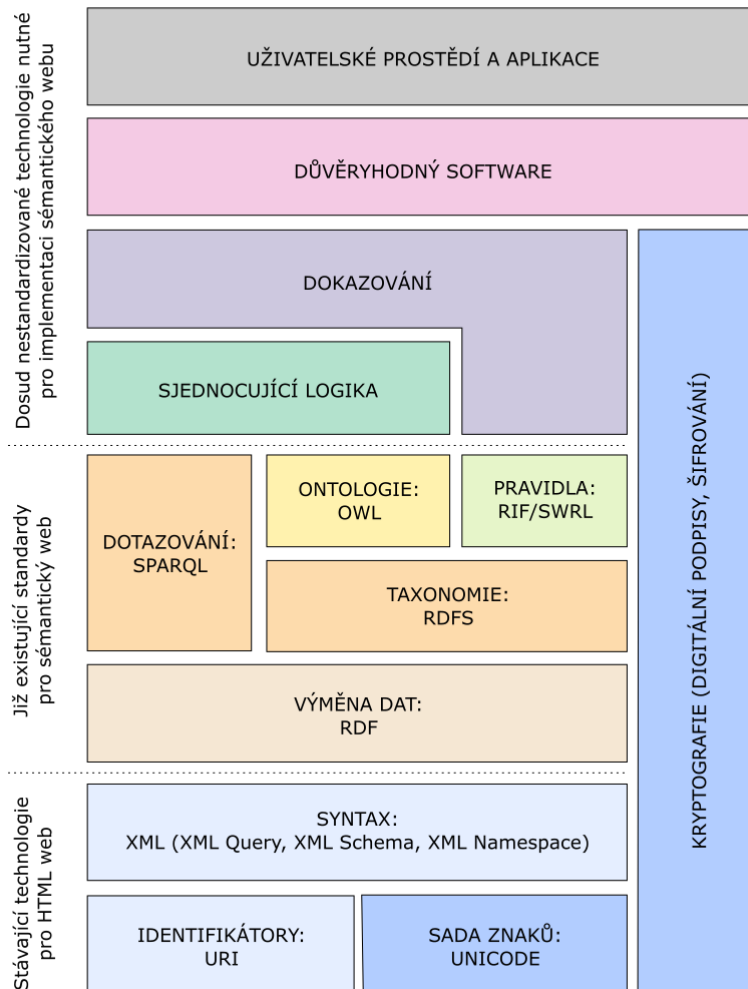 UŽIVATELSKÉ PROSTĚDÍ A APLIKACE
DŮVĚRYHODNÝ SOFTWARE
DOKAZOVÁNÍ
SJEDNOCUJÍCÍ LOGIKA
Dosud nestandardizované technologie nutné
pro implementaci sémantického webu
DOTAZOVÁNÍ:
SPARQL
ONTOLOGIE:
OWL
PRAVIDLA:
RIF/SWRL
TAXONOMIE:
RDFS
VÝMĚNA DAT:
RDF
Již existující standardy
pro sémantický web
SYNTAX:
XML (XML Query, XML Schema, XML Namespace)
IDENTIFIKÁTORY:
URI
SADA ZNAKŮ:
UNICODE
Stávající technologie
pro HTML web
KRYPTOGRAFIE (DIGITÁLNÍ PODPISY, ŠIFROVÁNÍ)